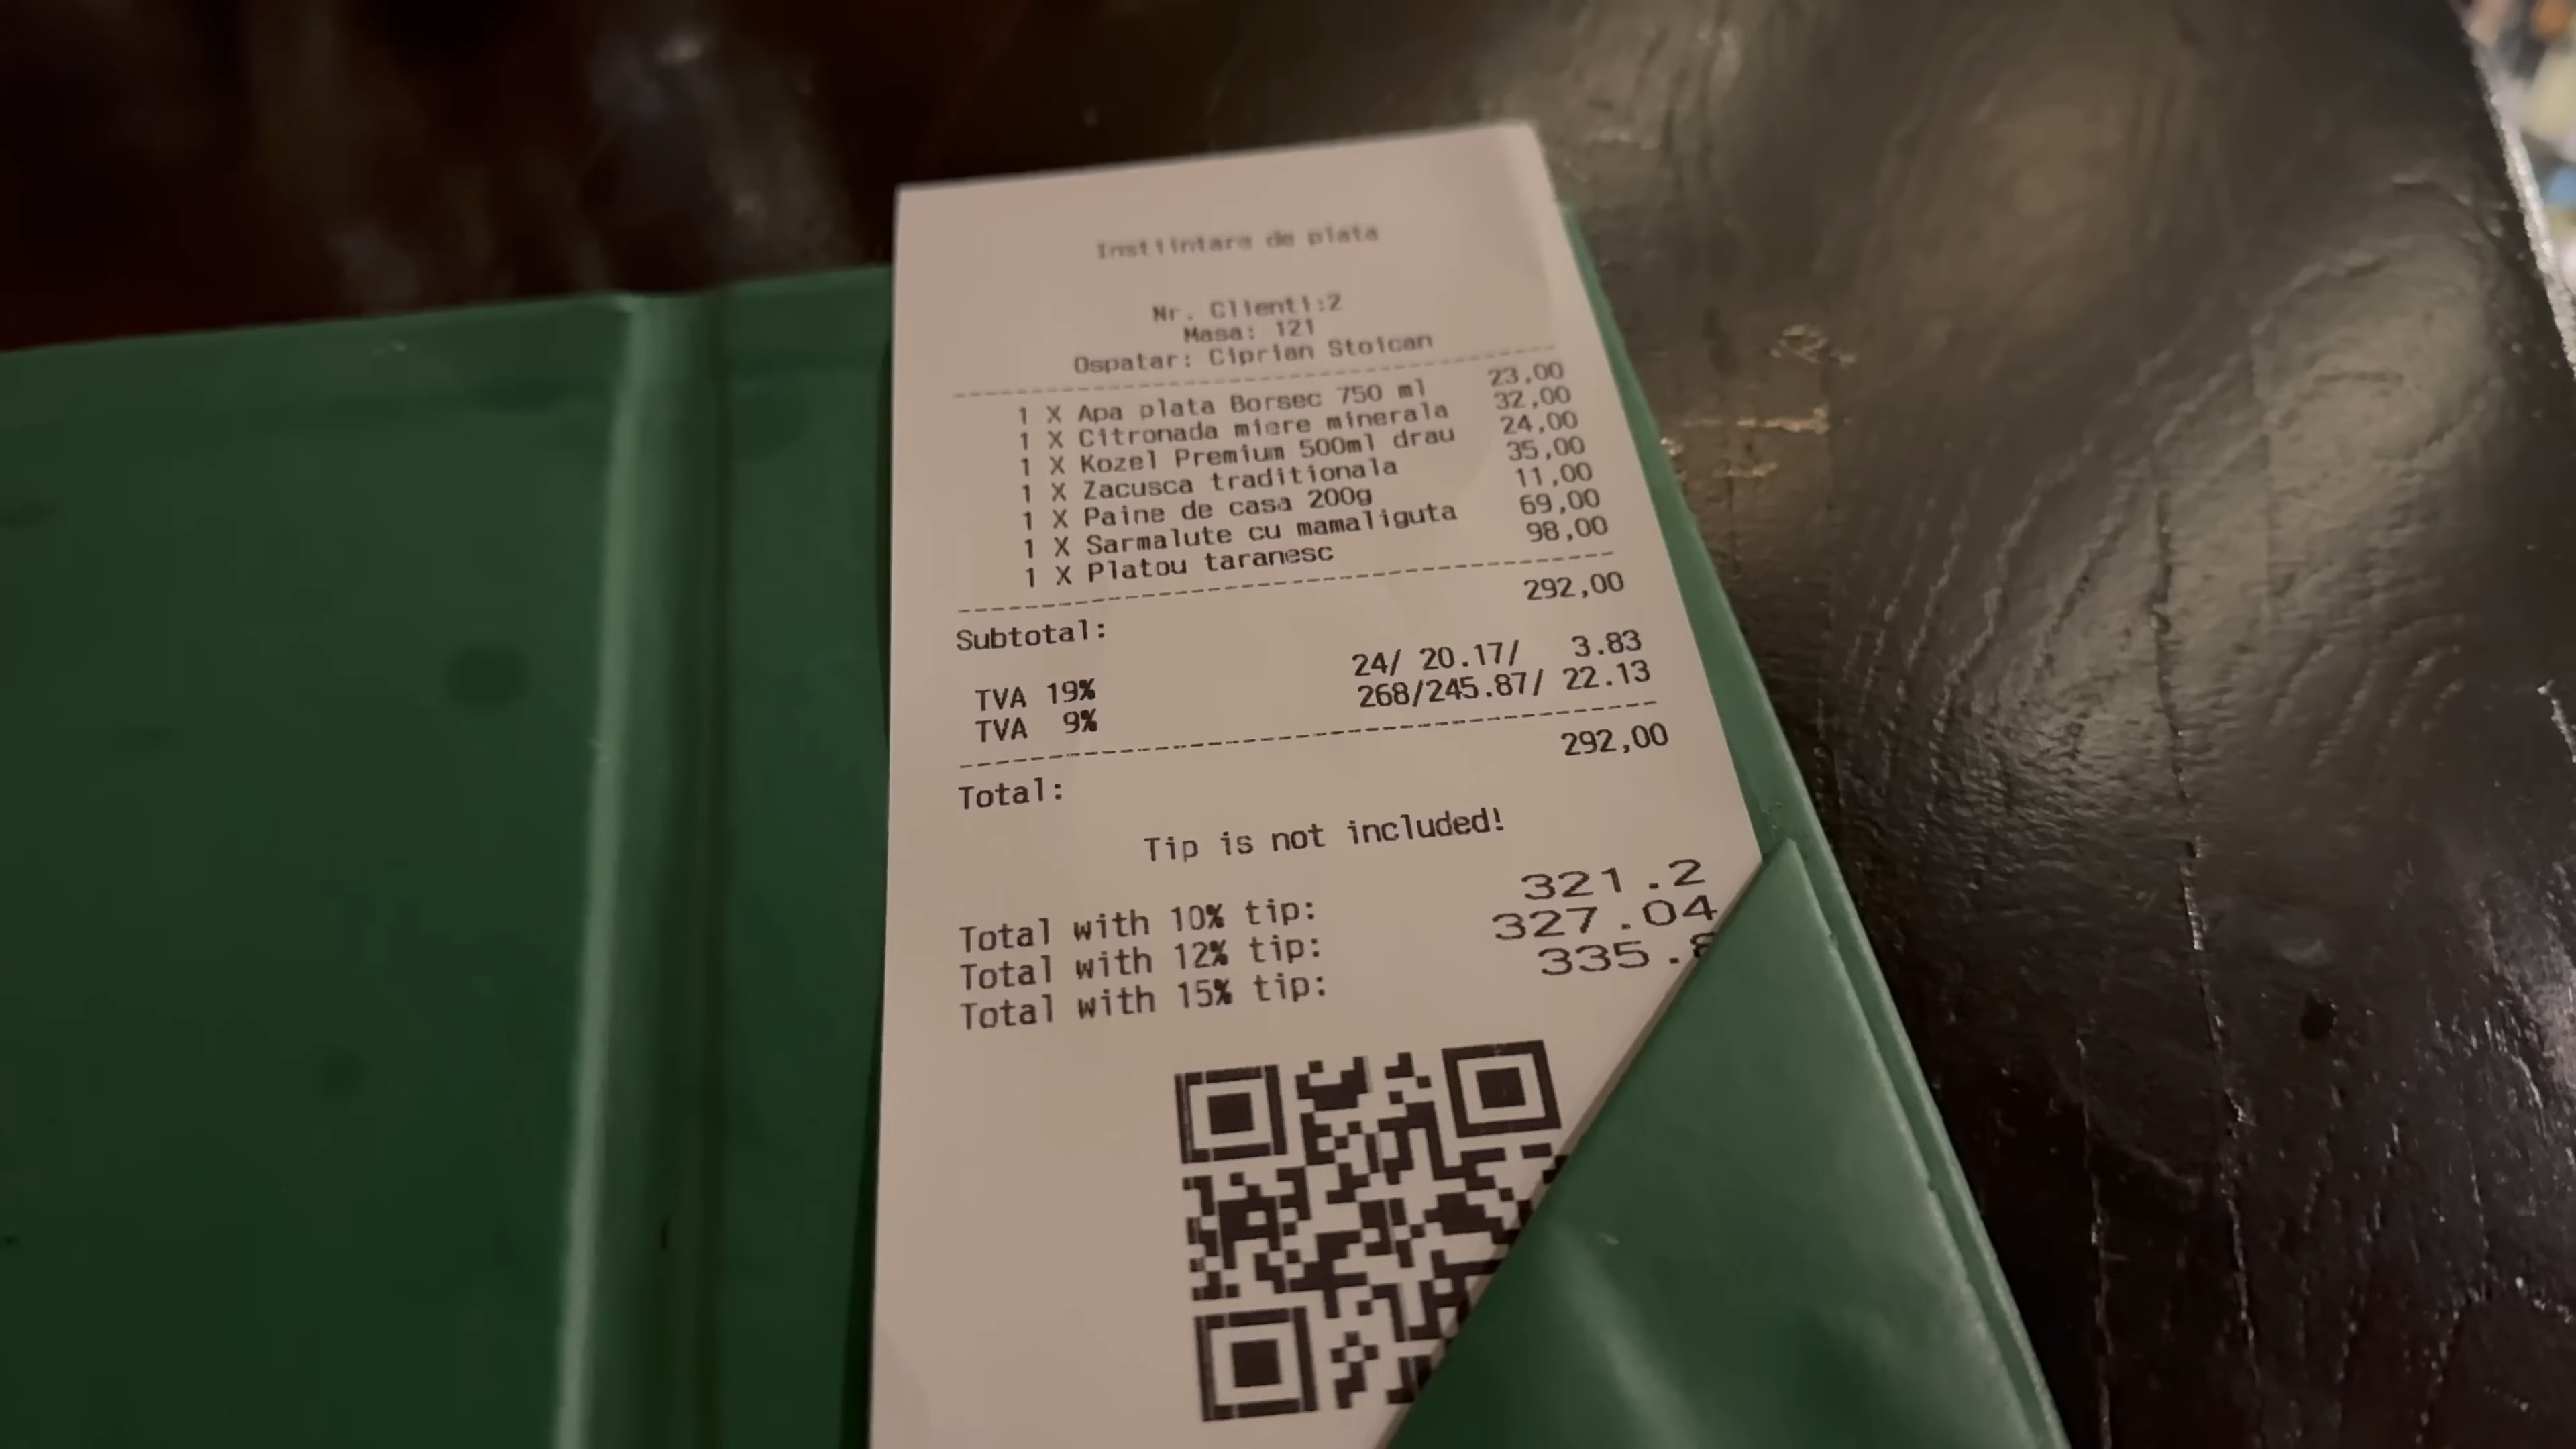 Instiintare de plata
Nr. Clienti:2
Masa: 121
Ospatar: Ciprian Stoican
1 X Apa plata Borsec 750 ml 23,00
1 X Citronada miere minerala 32,00
1 X Kozel Premium 500ml drau 24,00
1 X Zacusca traditionala 35,00
1 X Paine de casa 200g 11,00
1 X Sarmalute cu mamaliguta 69,00
1 X Platou taranesc 98,00
Subtotal: 292,00
TVA 19% 24/ 20.17/ 3.83
TVA 9% 268/245.87/ 22.13
Total: 292,00
Tip is not included!
Total with 10% tip: 321.2
Total with 12% tip: 327.04
Total with 15% tip: 335.8